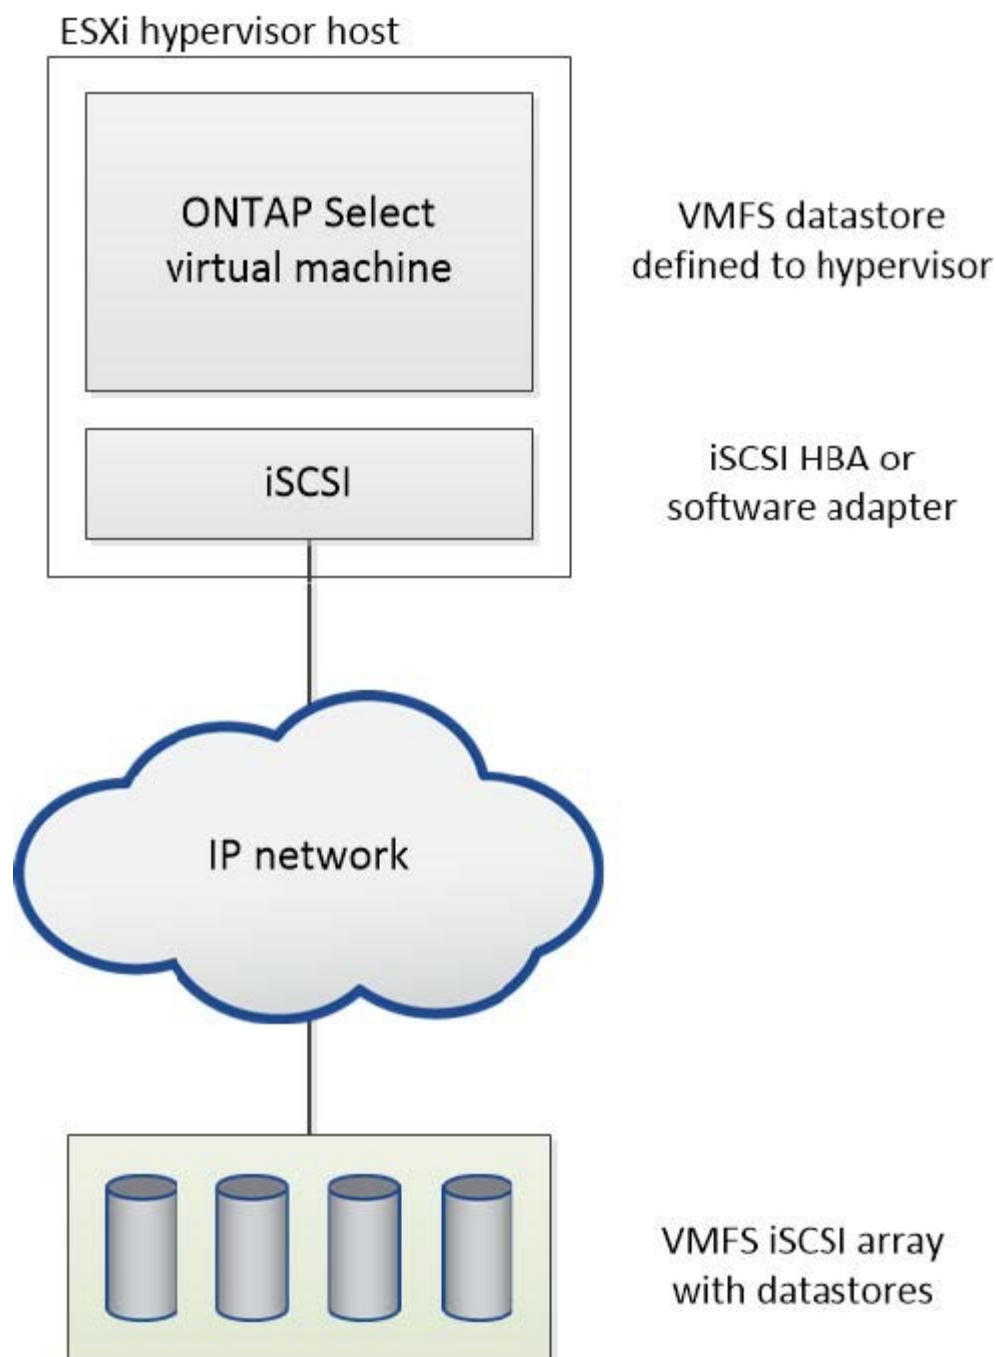 ESXi hypervisor host
ONTAP Select
virtual machine
VMFS datastore
defined to hypervisor
iSCSI
iSCSI HBA or
software adapter
IP network
VMFS iSCSI array
with datastores